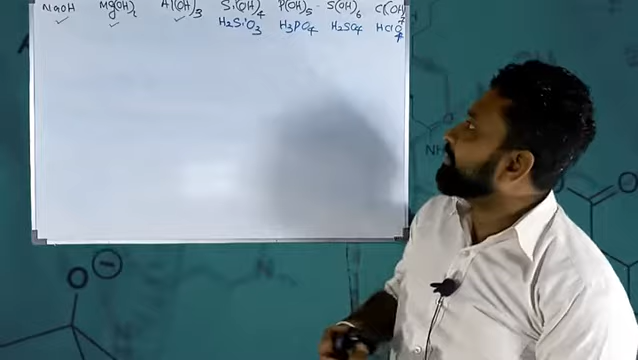 NaOH Mg(OH)2 Al(OH)3 Si(OH)4 P(OH)5 S(OH)6 Cl(OH)7
✓ ✓ ✓ H2SiO3 H3PO4 H2SO4 HClO4
NH
O
O ⊖
N